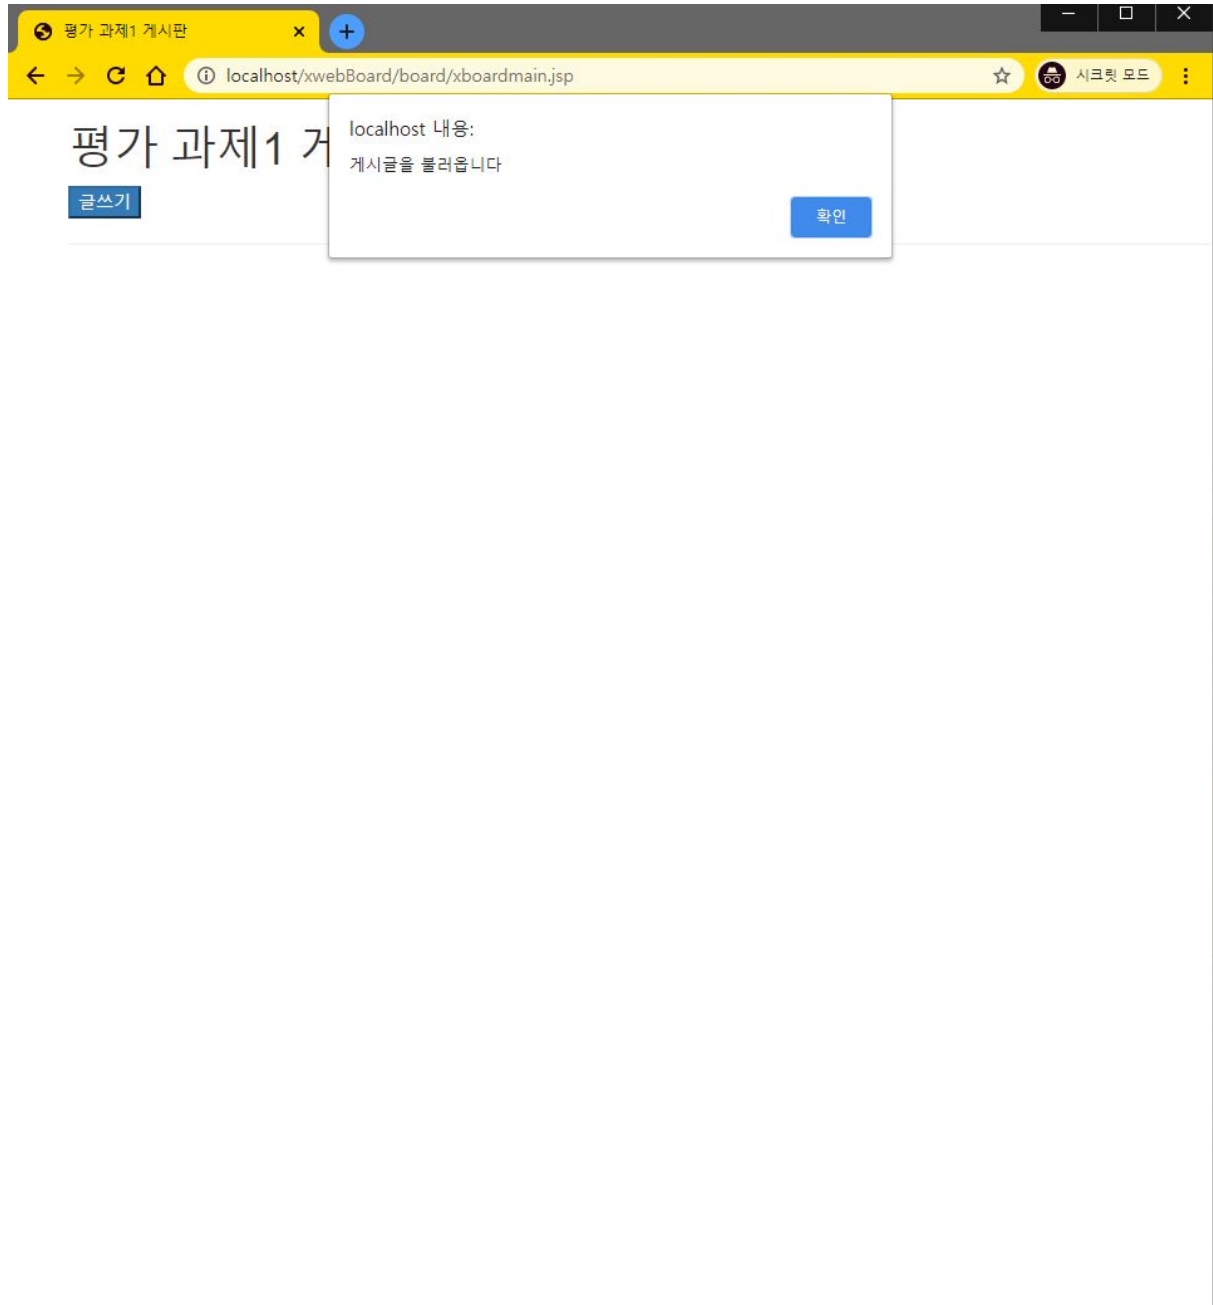 평가 과제1 게시판
localhost/xwebBoard/board/xboardmain.jsp
시크릿 모드
평가 과제1 게
localhost 내용:
게시글을 불러옵니다
글쓰기
확인